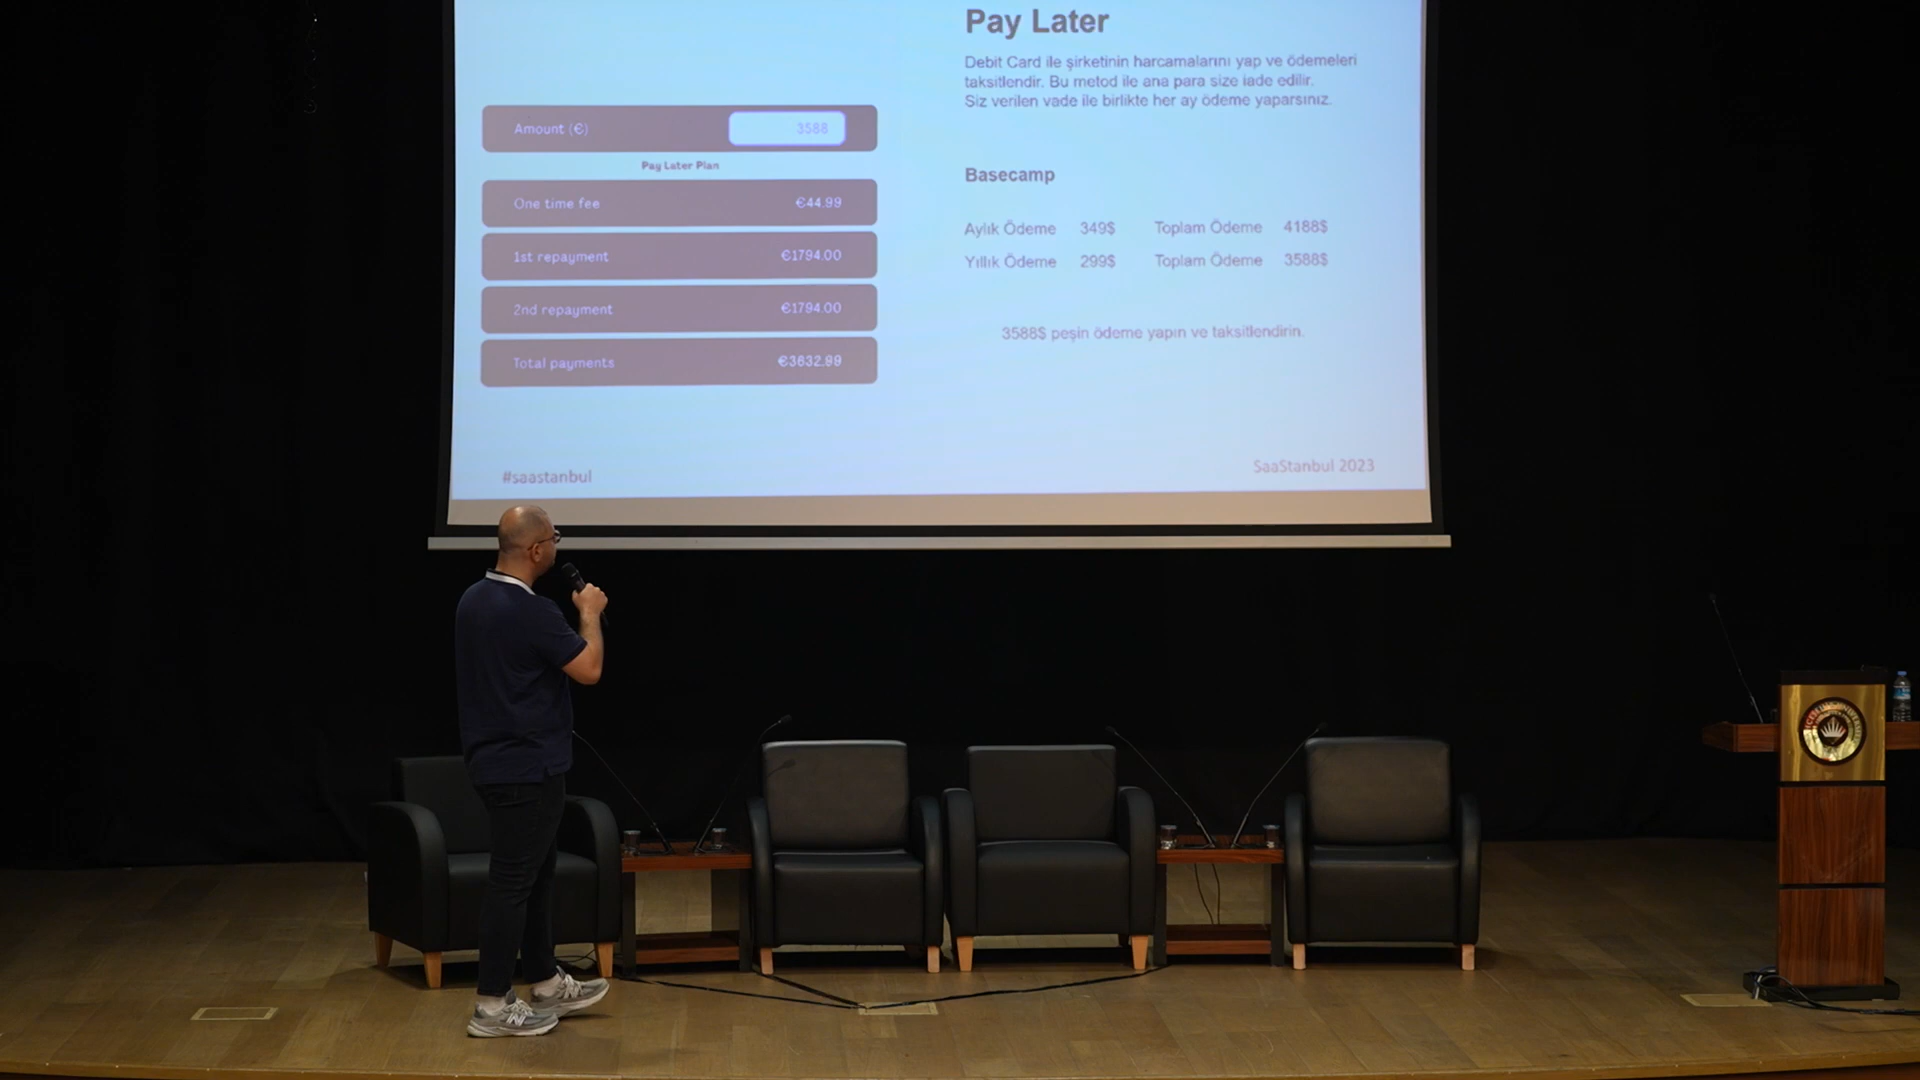 Pay Later
Debit Card ile şirketinin harcamalarını yap ve ödemeleri
taksitlendir. Bu metod ile ana para size iade edilir.
Siz verilen vade ile birlikte her ay ödeme yaparsınız.
Amount (€) 3588
Pay Later Plan
One time fee €44.99
1st repayment €1794.00
2nd repayment €1794.00
Total payments €3632.99
Basecamp
Aylık Ödeme 349$ Toplam Ödeme 4188$
Yıllık Ödeme 299$ Toplam Ödeme 3588$
3588$ peşin ödeme yapın ve taksitlendirin.
#saastanbul
SaaStanbul 2023
N